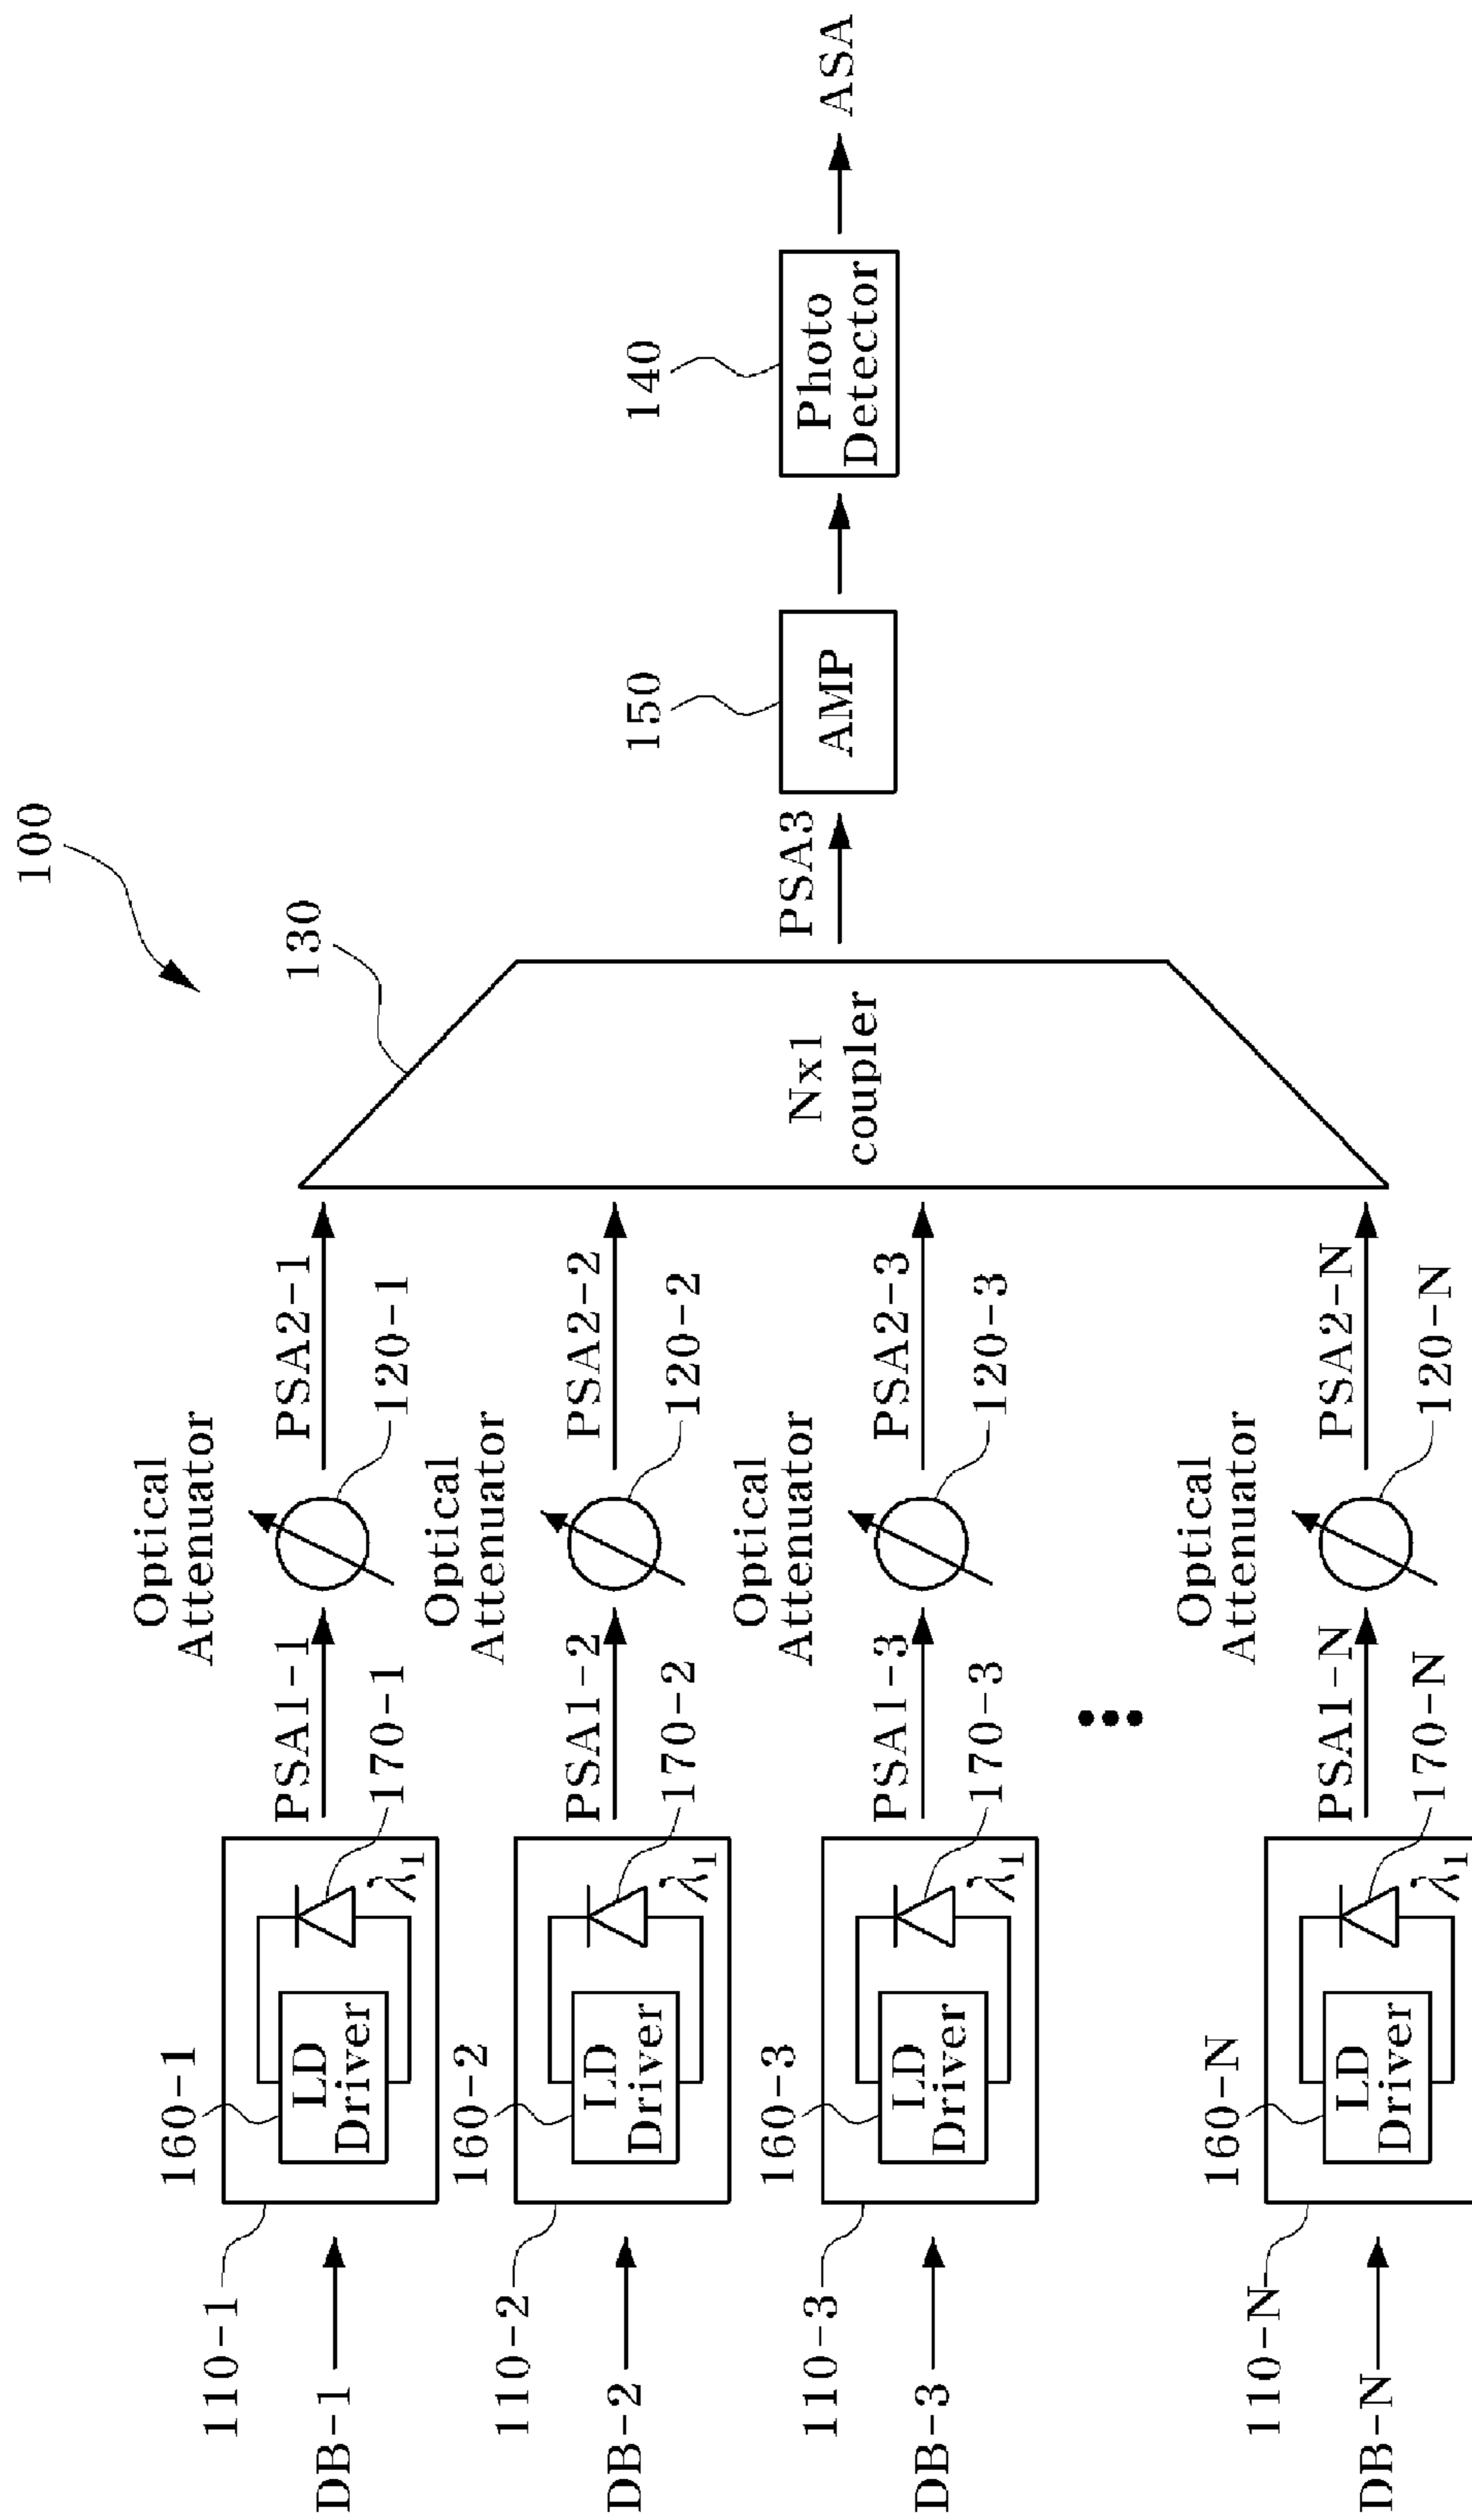 100
DB-1
110-1
160-1
LD
Driver
λ1
170-1
PSA1-1
Optical
Attenuator
120-1
PSA2-1
DB-2
110-2
160-2
LD
Driver
λ1
170-2
PSA1-2
Optical
Attenuator
120-2
PSA2-2
DB-3
110-3
160-3
LD
Driver
λ1
170-3
PSA1-3
Optical
Attenuator
120-3
PSA2-3
DB-N
110-N
160-N
LD
Driver
λ1
170-N
PSA1-N
Optical
Attenuator
120-N
PSA2-N
130
Nx1
coupler
PSA3
150
AMP
140
Photo
Detector
ASA